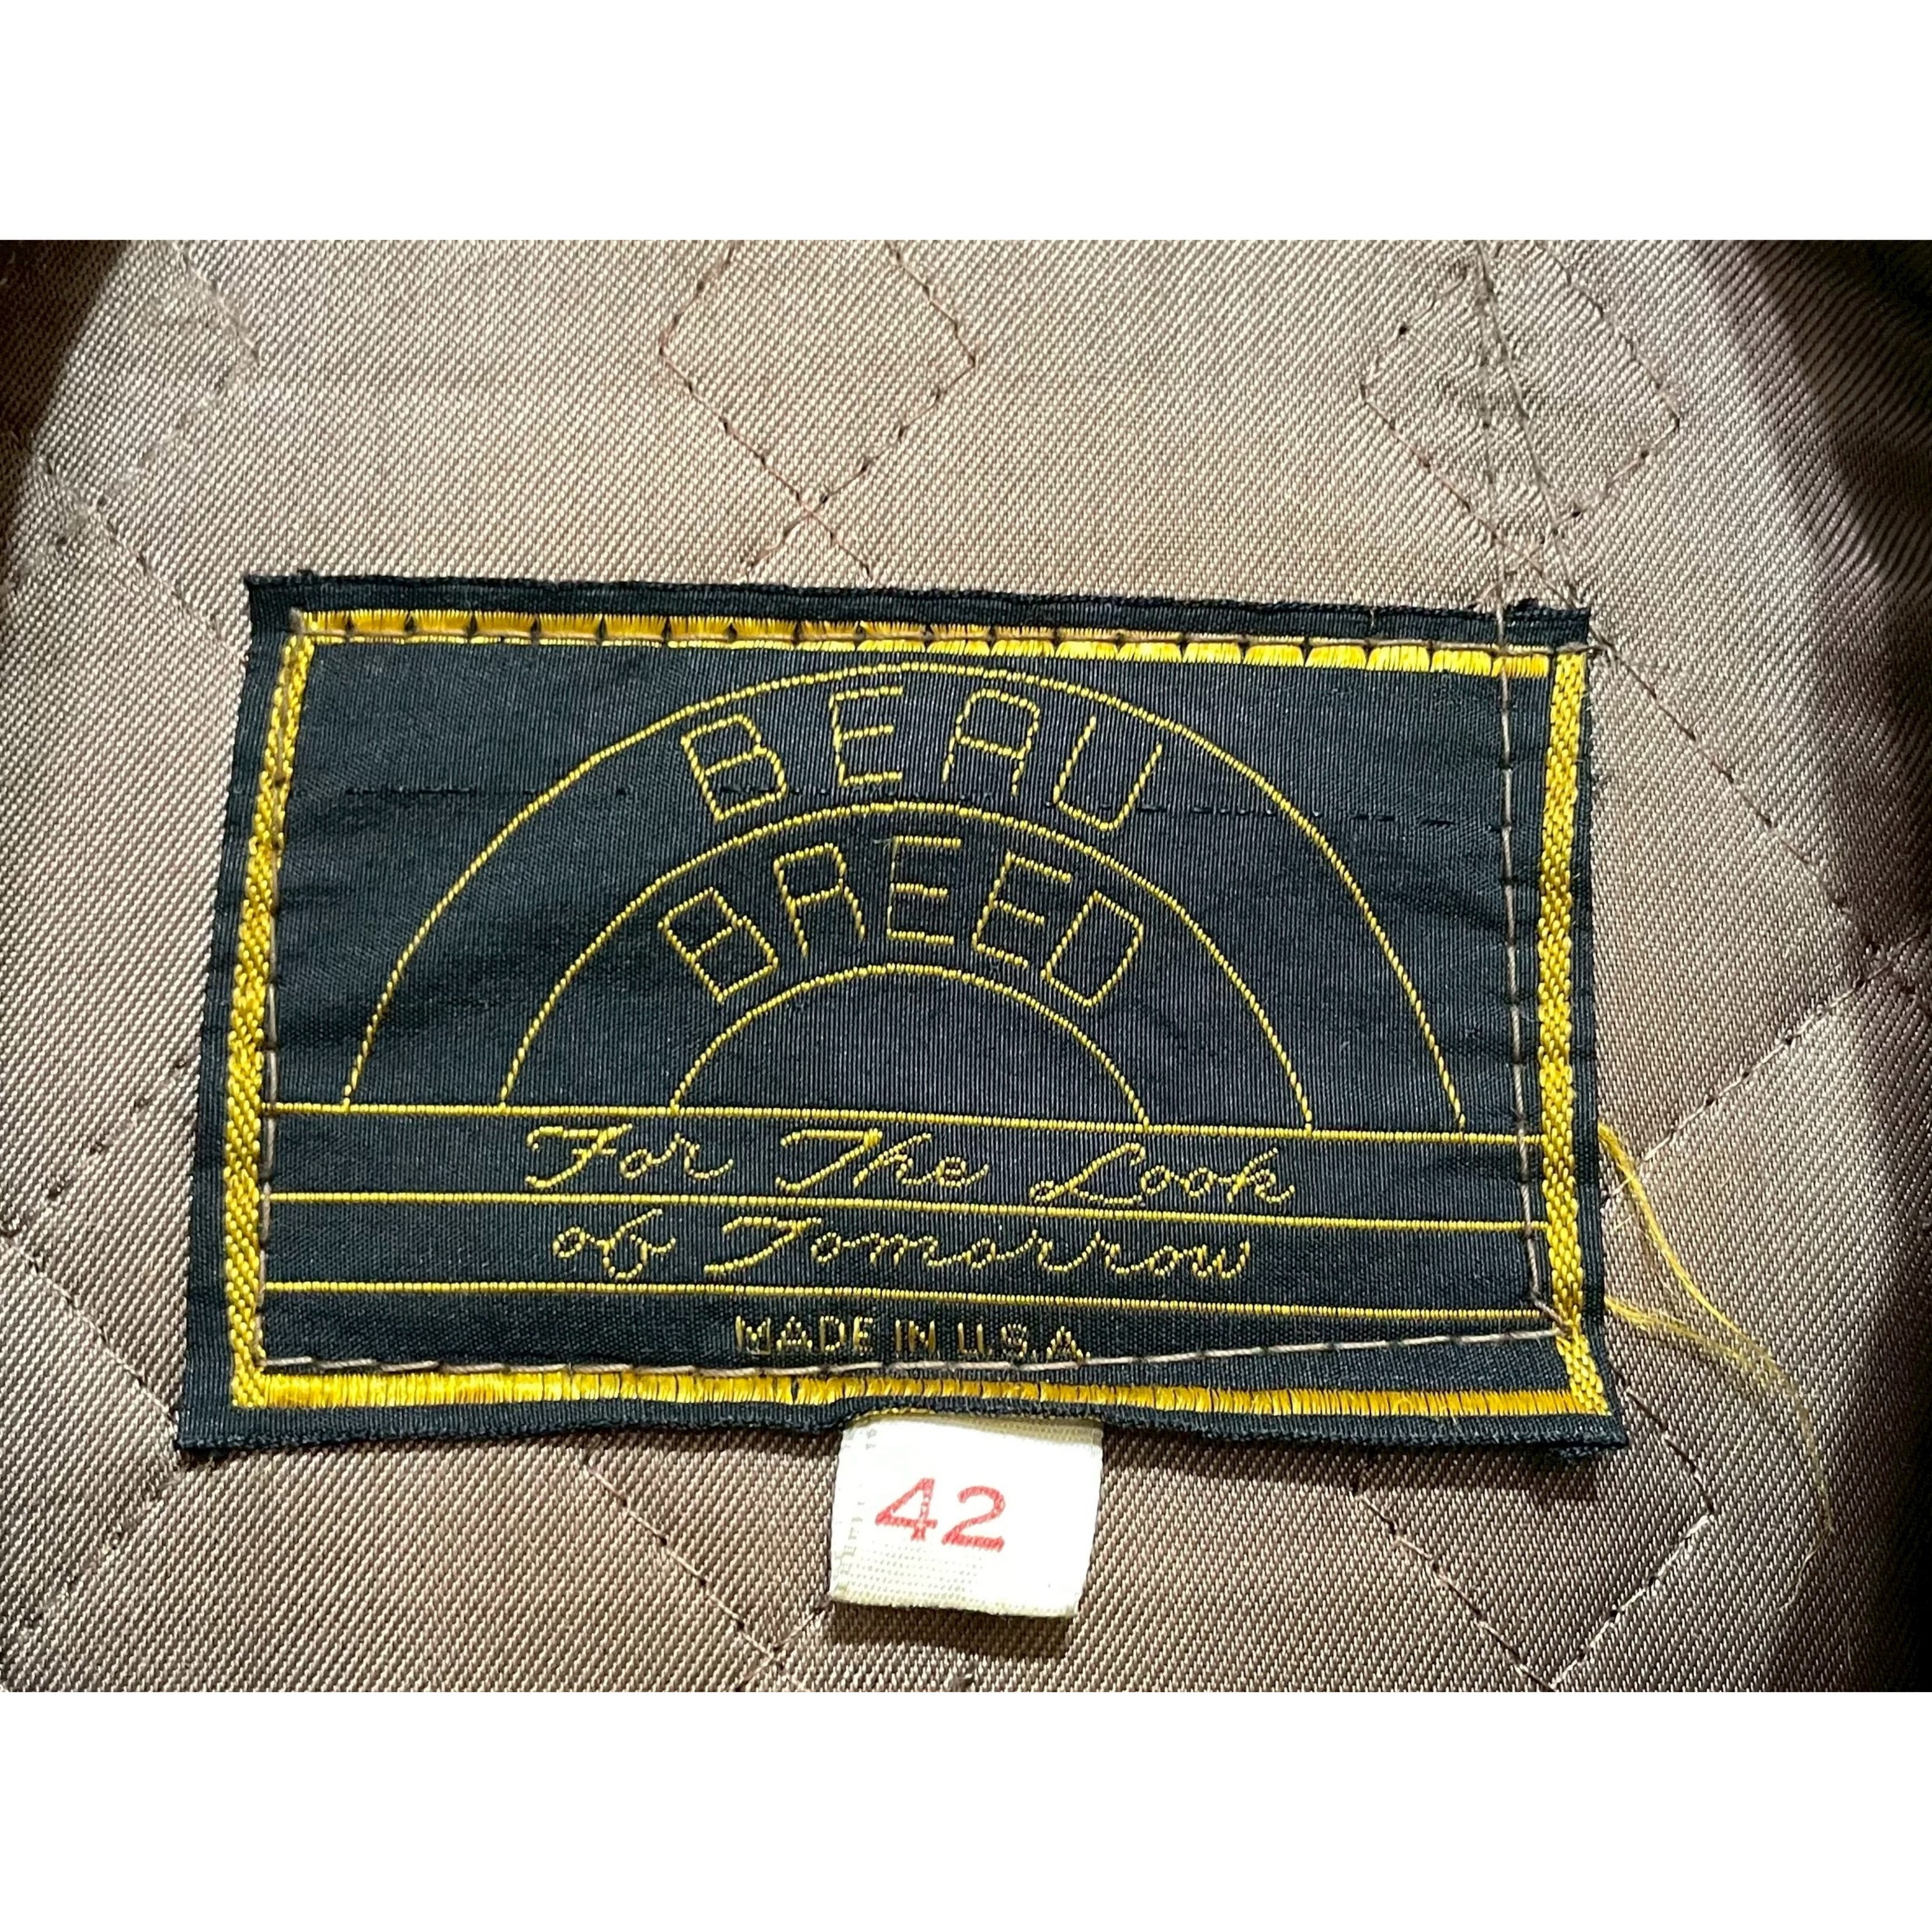 BEAU
BREED
For The Look
of Tomorrow
MADE IN U.S.A.
42